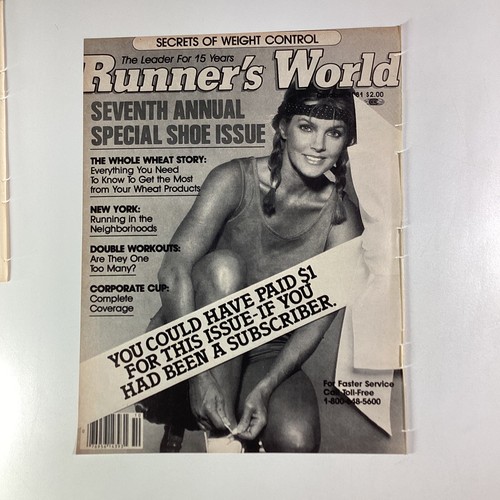 SECRETS OF WEIGHT CONTROL
The Leader For 15 Years
Runner's World
$2.00
SEVENTH ANNUAL
SPECIAL SHOE ISSUE
THE WHOLE WHEAT STORY:
Everything You Need
To Know To Get the Most
from Your Wheat Products
NEW YORK:
Running in the
Neighborhoods
DOUBLE WORKOUTS:
Are They One
Too Many?
CORPORATE CUP:
Complete
Coverage
YOU COULD HAVE PAID $1
FOR THIS ISSUE-IF YOU
HAD BEEN A SUBSCRIBER.
For Faster Service
Call Toll-Free